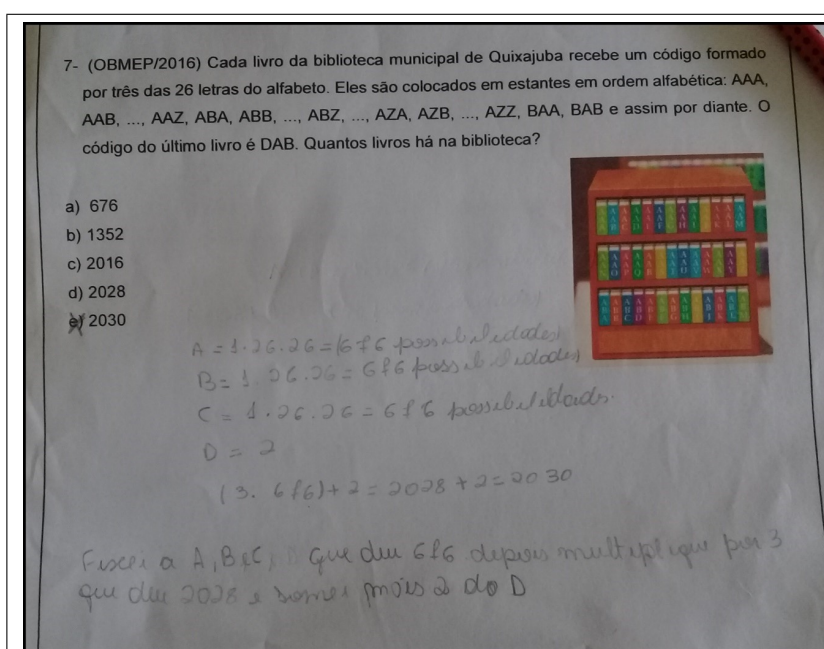 7- (OBMEP/2016) Cada livro da biblioteca municipal de Quixajuba recebe um código formado
por três das 26 letras do alfabeto. Eles são colocados em estantes em ordem alfabética: AAA,
AAB, ..., AAZ, ABA, ABB, ..., ABZ, ..., AZA, AZB, ..., AZZ, BAA, BAB e assim por diante. O
código do último livro é DAB. Quantos livros há na biblioteca?
a) 676
b) 1352
c) 2016
d) 2028
e) 2030
A = 1.26.26 = 676 possibilidades
B = 1.26.26 = 676 possibilidades
C = 1.26.26 = 676 possibilidads.
D = 2
(3. 676)+2 = 2028 + 2 = 2030
a A, B e C, que deu 676 depois multipliquei por 3
que deu 2028 e somei mais 2 do D